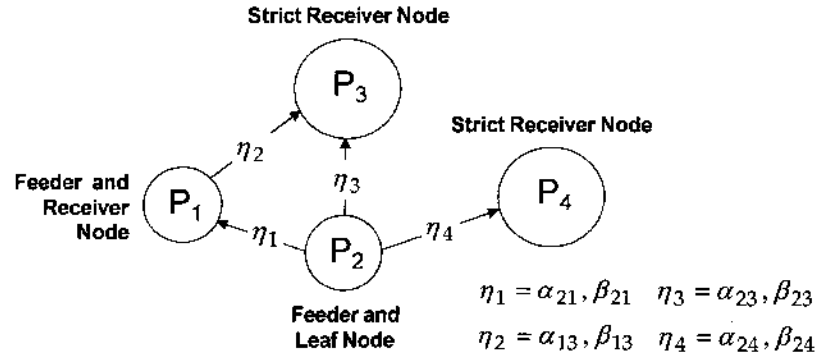 Strict Receiver Node
P₃
Strict Receiver Node
η₂
Feeder and
Receiver
Node
P₁
η₃
P₄
η₁
P₂
η₄
Feeder and
Leaf Node
η₁ = α₂₁, β₂₁ η₃ = α₂₃, β₂₃
η₂ = α₁₃, β₁₃ η₄ = α₂₄, β₂₄